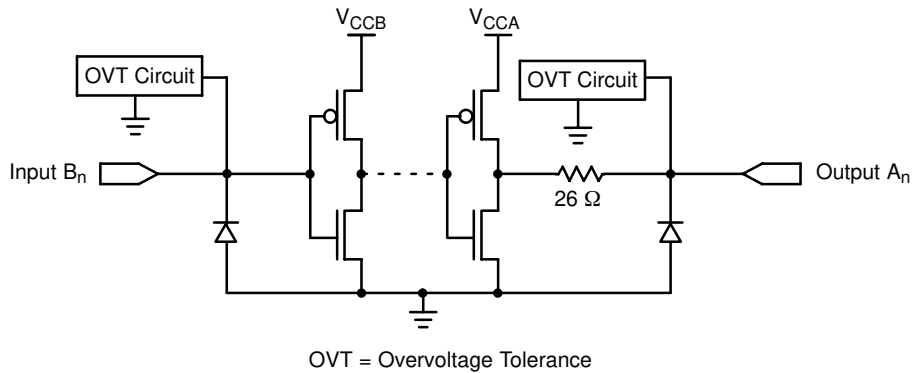 V_CCB
V_CCA
OVT Circuit
OVT Circuit
Input B_n
Output A_n
26 Ω
OVT = Overvoltage Tolerance